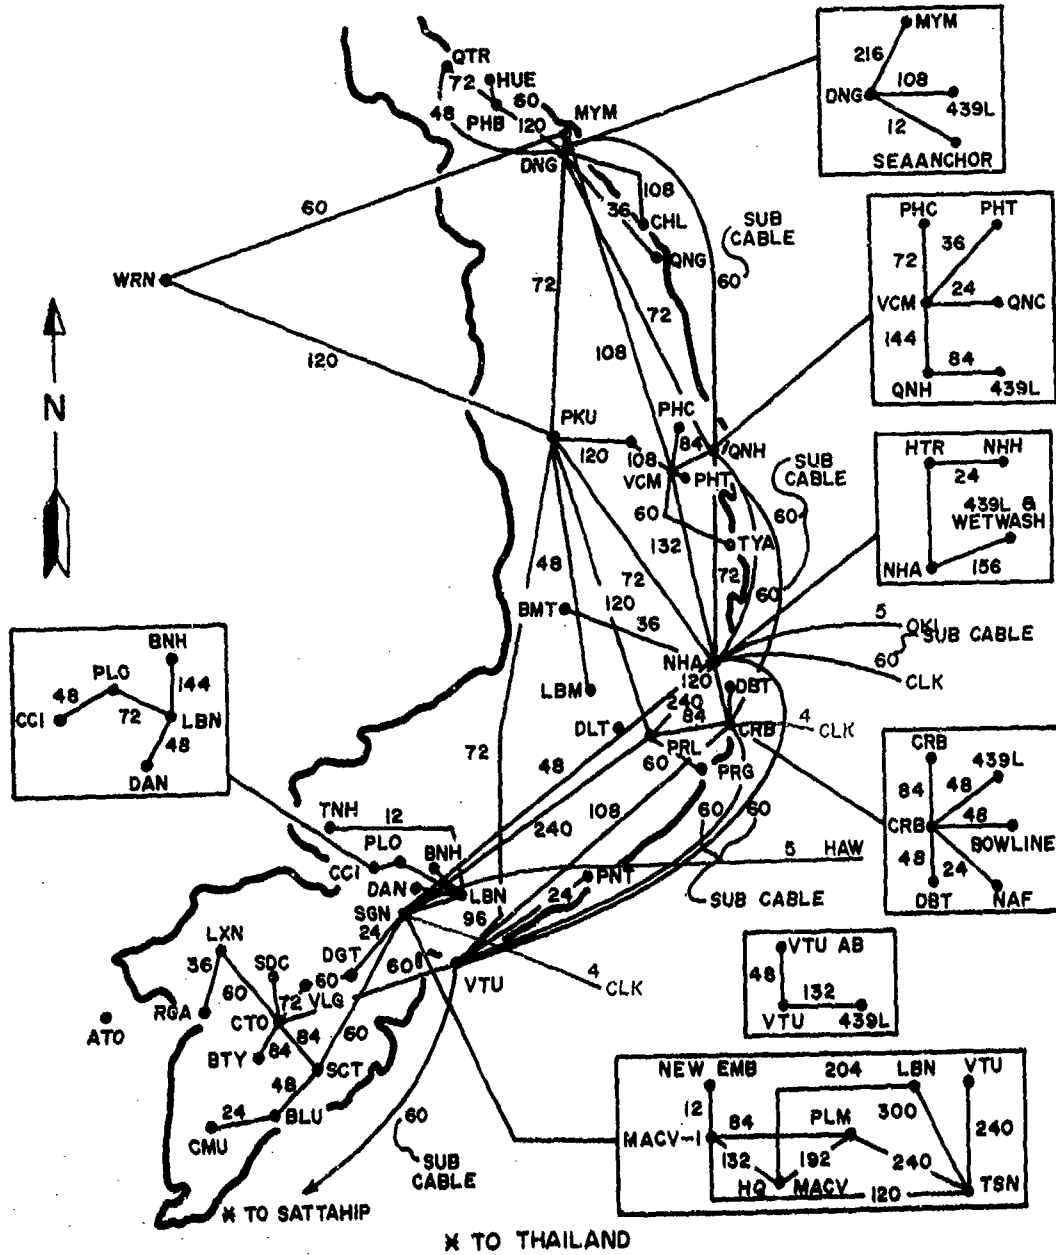 QTR
72
HUE
60
MYM
48
PHB
120
DNG
108
36
CHL
SUB
CABLE
60
QNG
60
WRN
72
72
120
108
N
PHC
PKU
84
QNH
120
108
VCM
PHT
SUB
CABLE
60
60
132
TYA
48
72
72
120
60
BMT
36
5
OKI
SUB CABLE
NHA
60
120
CLK
DBT
LBM
240
84
4
CLK
DLT
CRB
PRL
72
48
60
PRG
108
60
60
TNH
12
240
PLO
BNH
5
HAW
CCI
DAN
LBN
PNT
24
SUB CABLE
SGN
96
24
LXN
DGT
SDC
60
VTU
4
CLK
36
60
60
72
VLG
RGA
CTO
ATO
84
60
BTY
84
SCT
48
24
BLU
CMU
60
SUB
CABLE
* TO SATTAHIP
* TO THAILAND
MYM
216
DNG
108
439L
12
SEAANCHOR
PHC
PHT
36
72
24
VCM
QNC
144
84
QNH
439L
HTR
NHH
24
439L &
WETWASH
NHA
156
BNH
PLO
144
48
CCI
72
LBN
48
DAN
CRB
439L
84
48
CRB
48
BOWLINE
48
24
DBT
NAF
VTU AB
48
132
VTU
439L
NEW EMB
204
LBN
VTU
12
84
PLM
300
MACV-I
240
132
192
240
HQ MACV
120
TSN